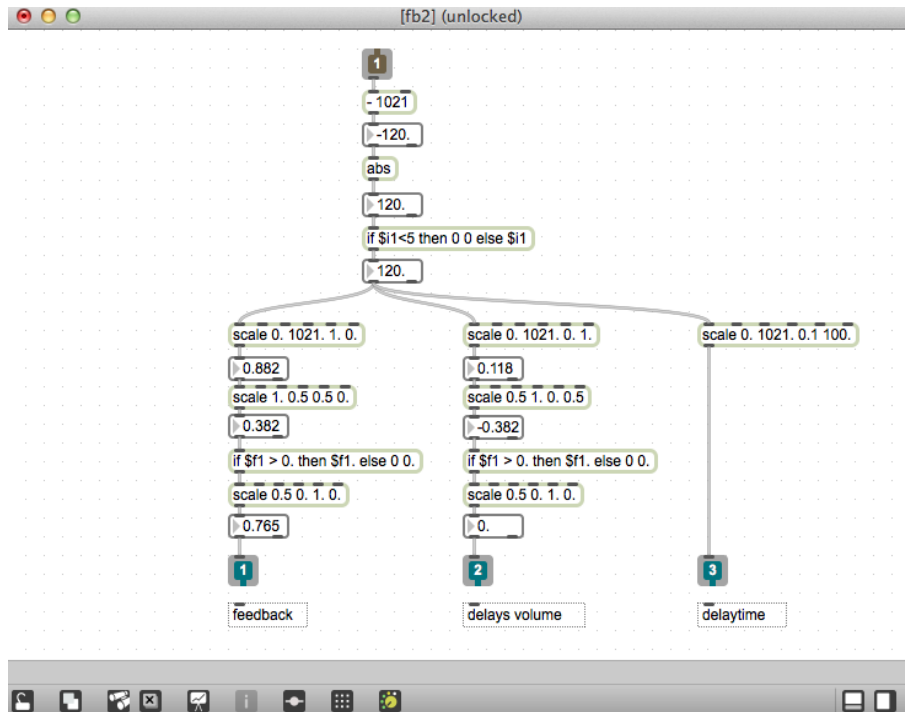 [fb2] (unlocked)
1
- 1021
-120.
abs
120.
if $i1<5 then 0 0 else $i1
120.
scale 0. 1021. 1. 0.
scale 0. 1021. 0. 1.
scale 0. 1021. 0.1 100.
0.882
0.118
scale 1. 0.5 0.5 0.
scale 0.5 1. 0. 0.5
0.382
-0.382
if $f1 > 0. then $f1. else 0 0.
if $f1 > 0. then $f1. else 0 0.
scale 0.5 0. 1. 0.
scale 0.5 0. 1. 0.
0.765
0.
1
2
3
feedback
delays volume
delaytime